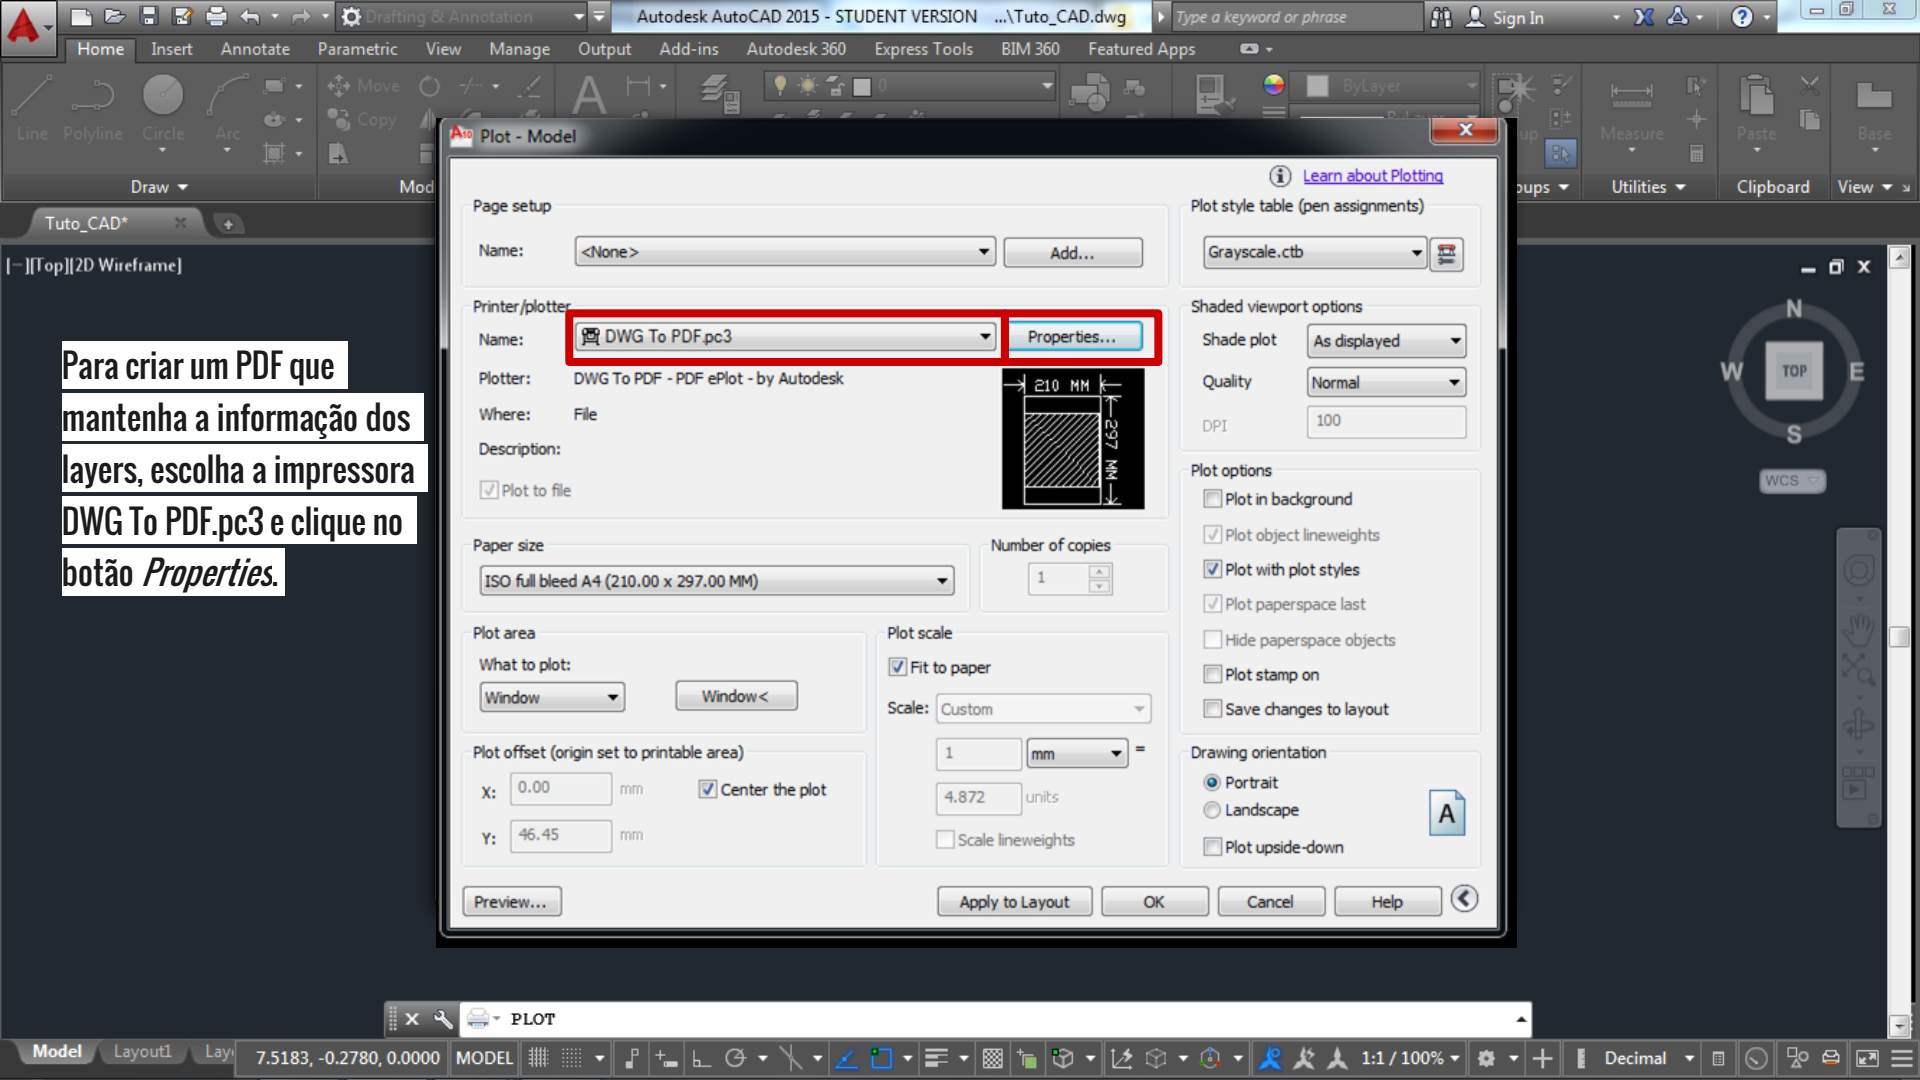 Drafting & Annotation
Autodesk AutoCAD 2015 - STUDENT VERSION ...\Tuto_CAD.dwg
Type a keyword or phrase
Sign In
Home Insert Annotate Parametric View Manage Output Add-ins Autodesk 360 Express Tools BIM 360 Featured Apps
Move
0
ByLayer
Copy
Line Polyline Circle Arc
Measure
Paste
Base
Draw
Mod
oups
Utilities
Clipboard
View
Tuto_CAD*
[−][Top][2D Wireframe]
Para criar um PDF que
mantenha a informação dos
layers, escolha a impressora
DWG To PDF.pc3 e clique no
botão Properties.
Plot - Model
Learn about Plotting
Page setup
Name: <None> Add...
Plot style table (pen assignments)
Grayscale.ctb
Printer/plotter
Name: DWG To PDF.pc3 Properties...
Plotter: DWG To PDF - PDF ePlot - by Autodesk
Where: File
Description:
Plot to file
210 MM
297 MM
Shaded viewport options
Shade plot As displayed
Quality Normal
DPI 100
Paper size
ISO full bleed A4 (210.00 x 297.00 MM)
Number of copies
1
Plot options
Plot in background
Plot object lineweights
Plot with plot styles
Plot paperspace last
Hide paperspace objects
Plot stamp on
Save changes to layout
Plot area
What to plot:
Window Window<
Plot scale
Fit to paper
Scale: Custom
1 mm =
4.872 units
Scale lineweights
Plot offset (origin set to printable area)
X: 0.00 mm Center the plot
Y: 46.45 mm
Drawing orientation
Portrait
Landscape
Plot upside-down
A
Preview... Apply to Layout OK Cancel Help
N
W TOP E
S
WCS
PLOT
Model Layout1 Lay
7.5183, -0.2780, 0.0000 MODEL 1:1 / 100% Decimal